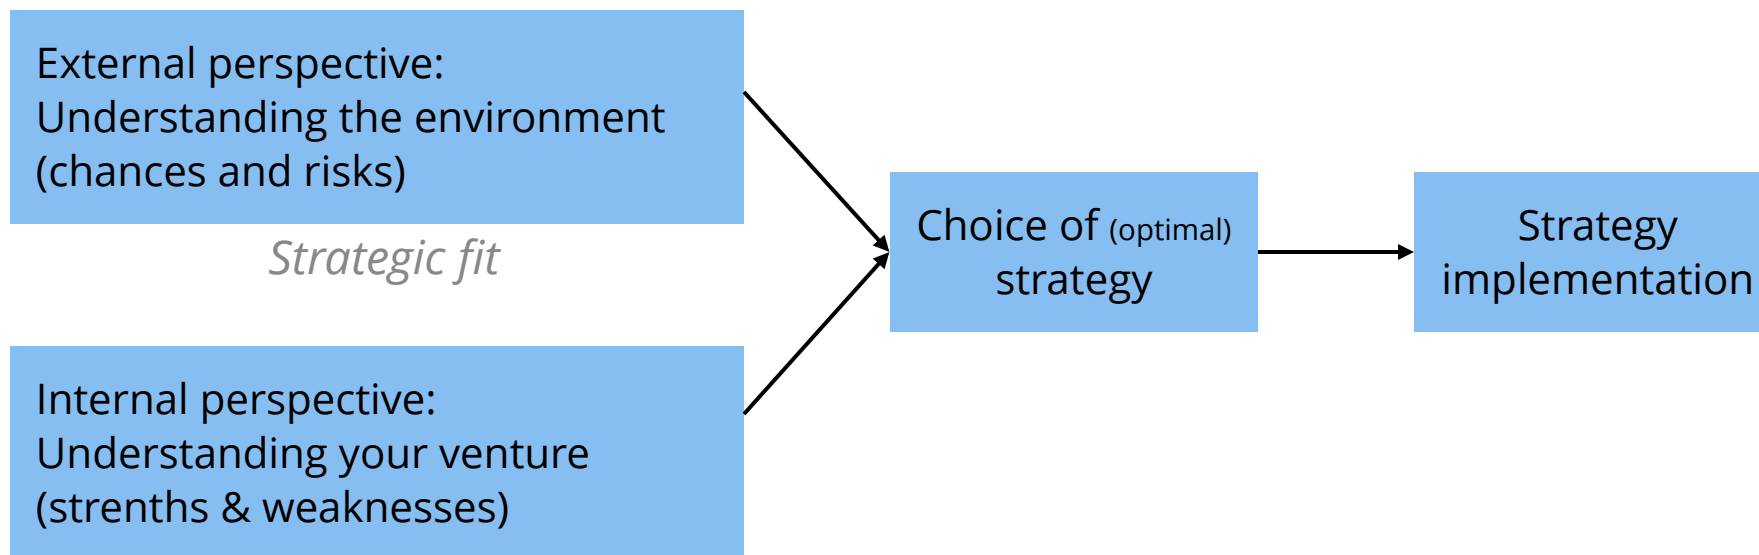 External perspective:
Understanding the environment
(chances and risks)
Strategic fit
Internal perspective:
Understanding your venture
(strenths & weaknesses)
Choice of (optimal)
strategy
Strategy
implementation